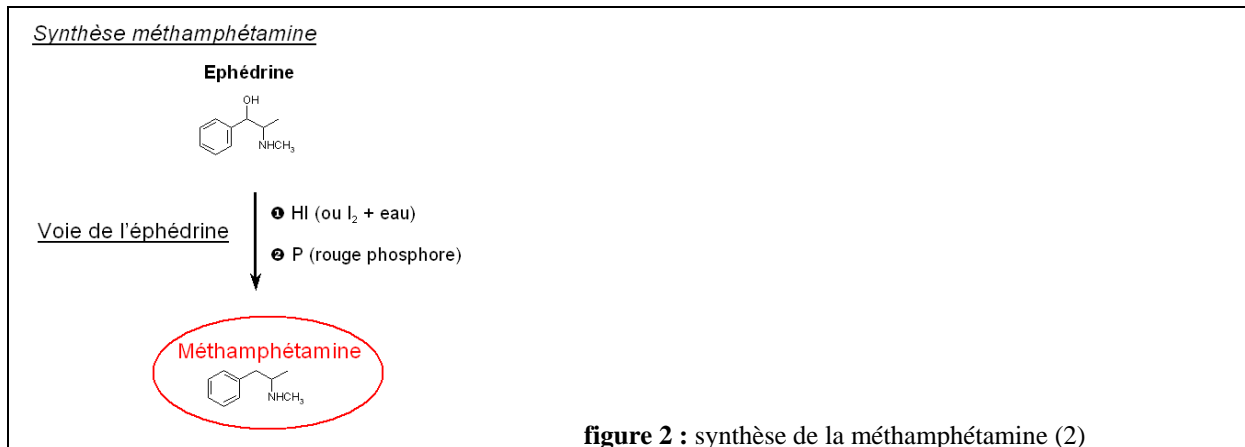 Synthèse méthamphétamine
Ephédrine
OH
NHCH₃
❶ HI (ou I₂ + eau)
Voie de l'éphédrine
❷ P (rouge phosphore)
Méthamphétamine
NHCH₃
figure 2 : synthèse de la méthamphétamine (2)